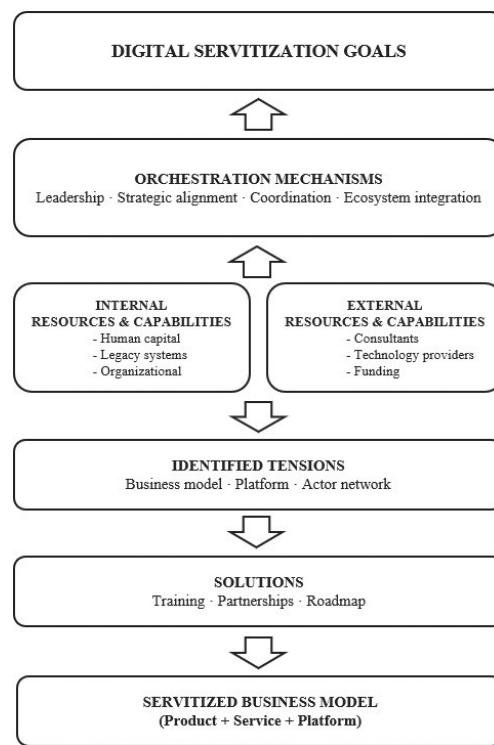 DIGITAL SERVITIZATION GOALS
ORCHESTRATION MECHANISMS
Leadership · Strategic alignment · Coordination · Ecosystem integration
INTERNAL
RESOURCES & CAPABILITIES
- Human capital
- Legacy systems
- Organizational
EXTERNAL
RESOURCES & CAPABILITIES
- Consultants
- Technology providers
- Funding
IDENTIFIED TENSIONS
Business model · Platform · Actor network
SOLUTIONS
Training · Partnerships · Roadmap
SERVITIZED BUSINESS MODEL
(Product + Service + Platform)